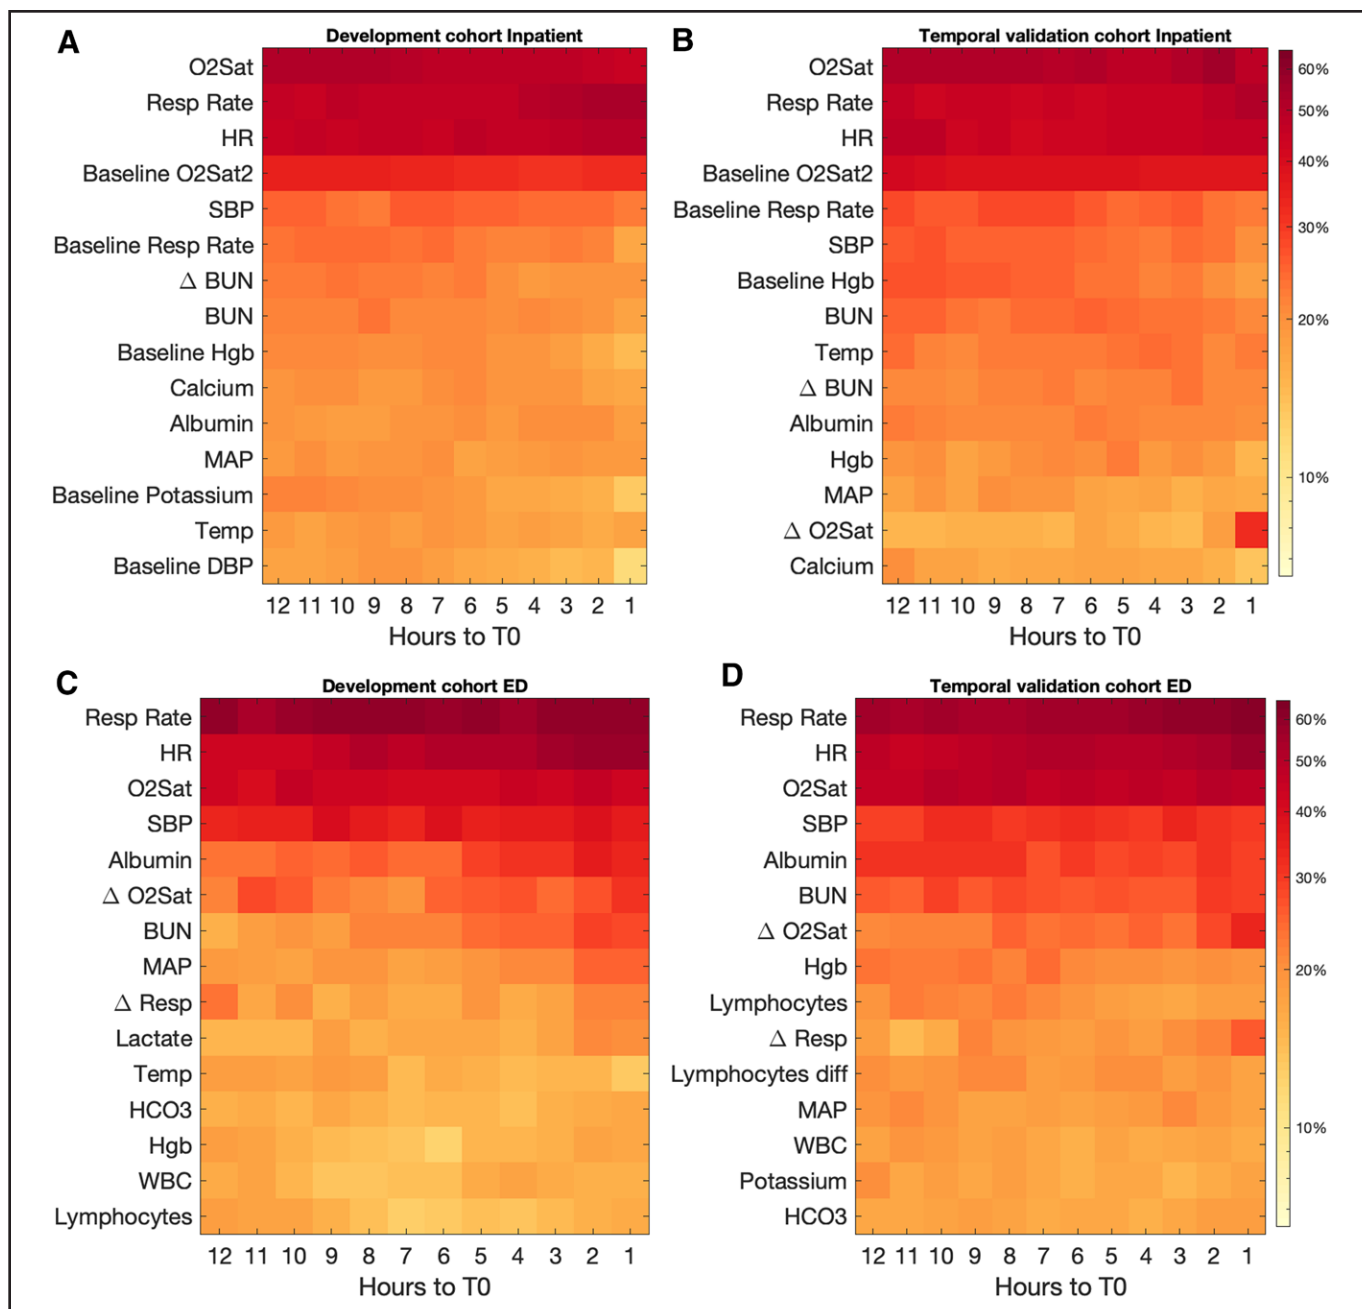 A
Development cohort Inpatient
O2Sat
Resp Rate
HR
Baseline O2Sat2
SBP
Baseline Resp Rate
Δ BUN
BUN
Baseline Hgb
Calcium
Albumin
MAP
Baseline Potassium
Temp
Baseline DBP
12 11 10 9 8 7 6 5 4 3 2 1
Hours to T0
B
Temporal validation cohort Inpatient
O2Sat
Resp Rate
HR
Baseline O2Sat2
Baseline Resp Rate
SBP
Baseline Hgb
BUN
Temp
Δ BUN
Albumin
Hgb
MAP
Δ O2Sat
Calcium
12 11 10 9 8 7 6 5 4 3 2 1
Hours to T0
60%
50%
40%
30%
20%
10%
C
Development cohort ED
Resp Rate
HR
O2Sat
SBP
Albumin
Δ O2Sat
BUN
MAP
Δ Resp
Lactate
Temp
HCO3
Hgb
WBC
Lymphocytes
12 11 10 9 8 7 6 5 4 3 2 1
Hours to T0
D
Temporal validation cohort ED
Resp Rate
HR
O2Sat
SBP
Albumin
BUN
Δ O2Sat
Hgb
Lymphocytes
Δ Resp
Lymphocytes diff
MAP
WBC
Potassium
HCO3
12 11 10 9 8 7 6 5 4 3 2 1
Hours to T0
60%
50%
40%
30%
20%
10%